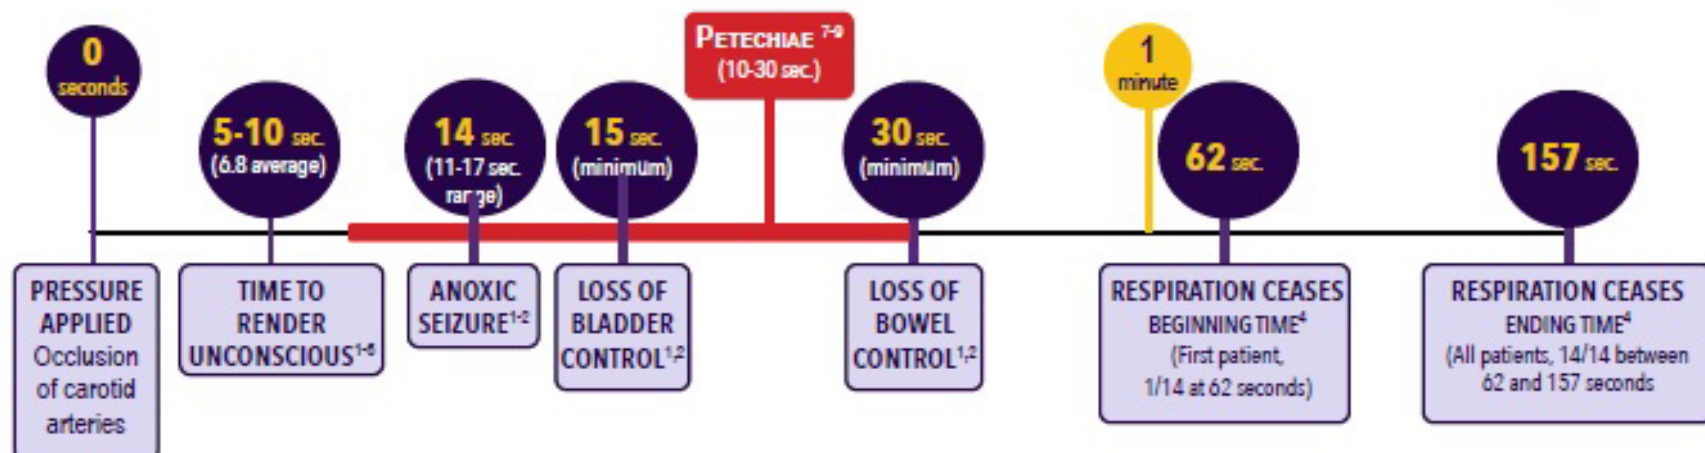 0
seconds
5-10 sec.
(6.8 average)
14 sec.
(11-17 sec.
range)
15 sec.
(minimum)
PETECHIAE 7-9
(10-30 sec.)
30 sec.
(minimum)
1
minute
62 sec.
157 sec.
PRESSURE
APPLIED
Occlusion
of carotid
arteries
TIME TO
RENDER
UNCONSCIOUS1-6
ANOXIC
SEIZURE1-2
LOSS OF
BLADDER
CONTROL1,2
LOSS OF
BOWEL
CONTROL1,2
RESPIRATION CEASES
BEGINNING TIME4
(First patient,
1/14 at 62 seconds)
RESPIRATION CEASES
ENDING TIME4
(All patients, 14/14 between
62 and 157 seconds